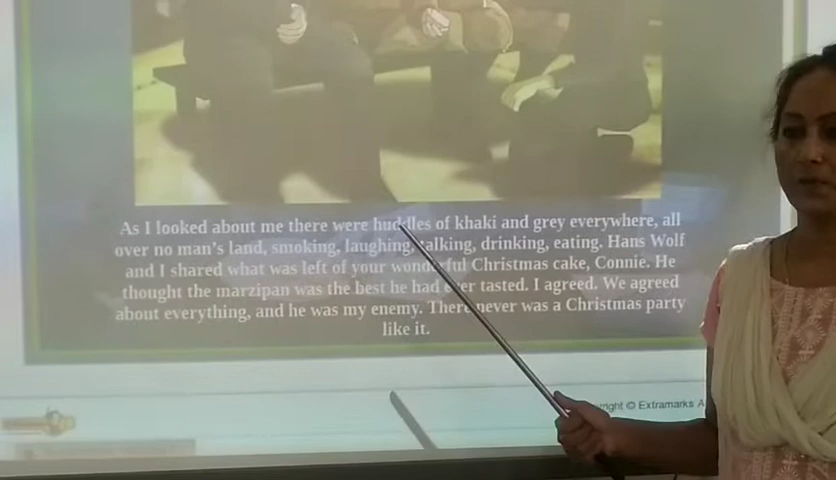 As I looked about me there were huddles of khaki and grey everywhere, all
over no man's land, smoking, laughing, talking, drinking, eating. Hans Wolf
and I shared what was left of your wonderful Christmas cake, Connie. He
thought the marzipan was the best he had ever tasted. I agreed. We agreed
about everything, and he was my enemy. There never was a Christmas party
like it.
© Extramarks